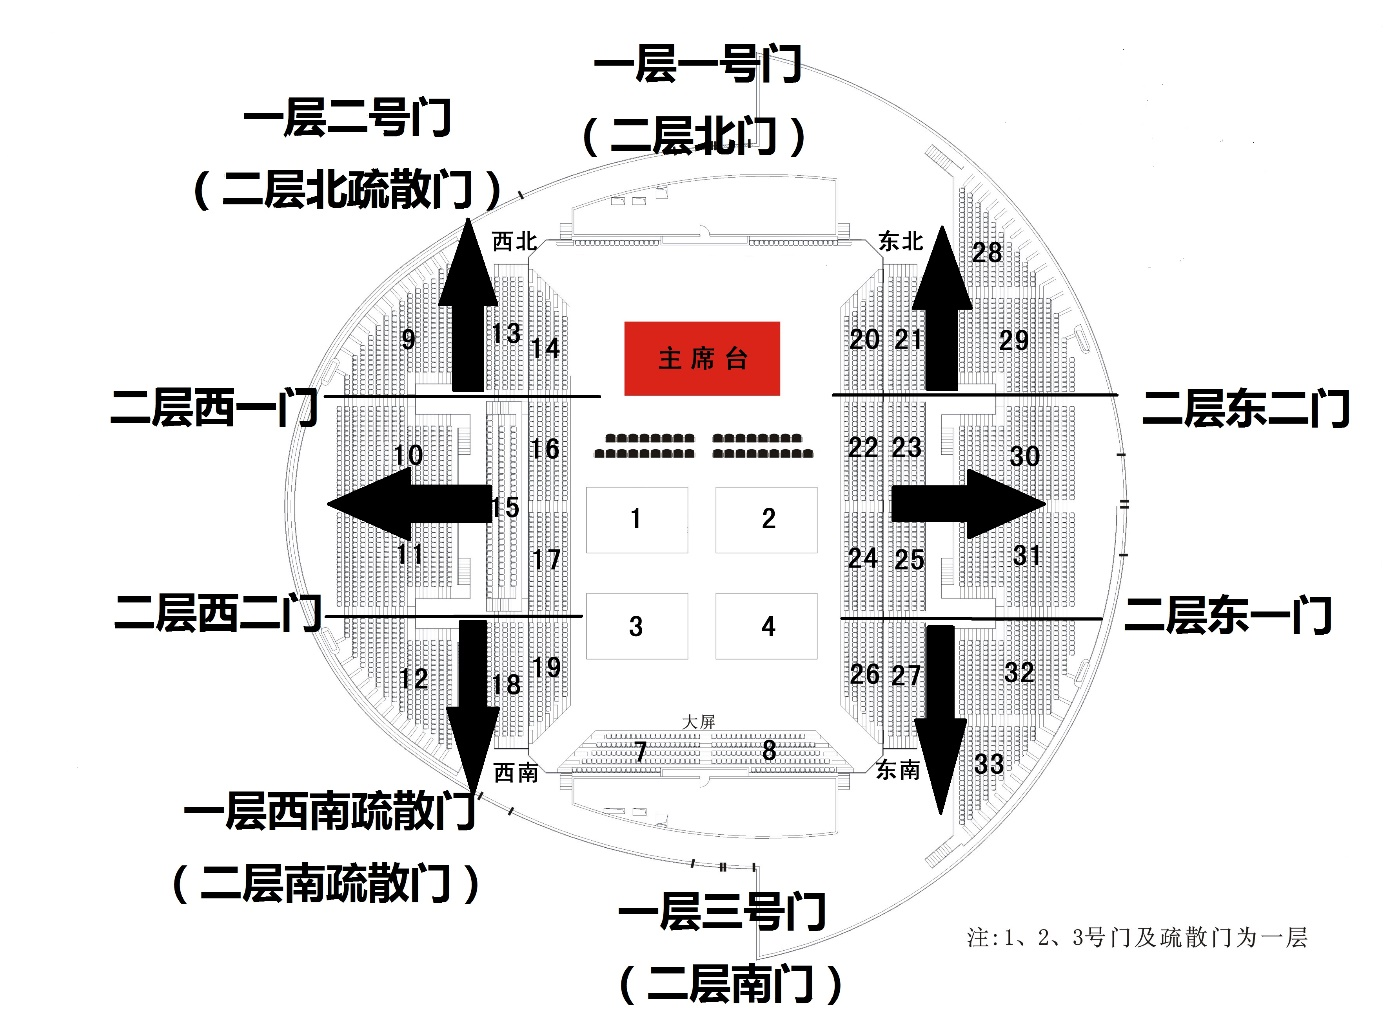 一层一号门
（二层北门）
一层二号门
（二层北疏散门）
西北
东北
28
9
13
14
主席台
20
21
29
二层西一门
二层东二门
10
16
22
23
30
15
1
2
11
17
24
25
31
二层西二门
二层东一门
3
4
12
18
19
26
27
32
大屏
7
8
33
西南
东南
一层西南疏散门
（二层南疏散门）
一层三号门
（二层南门）
注:1、2、3号门及疏散门为一层